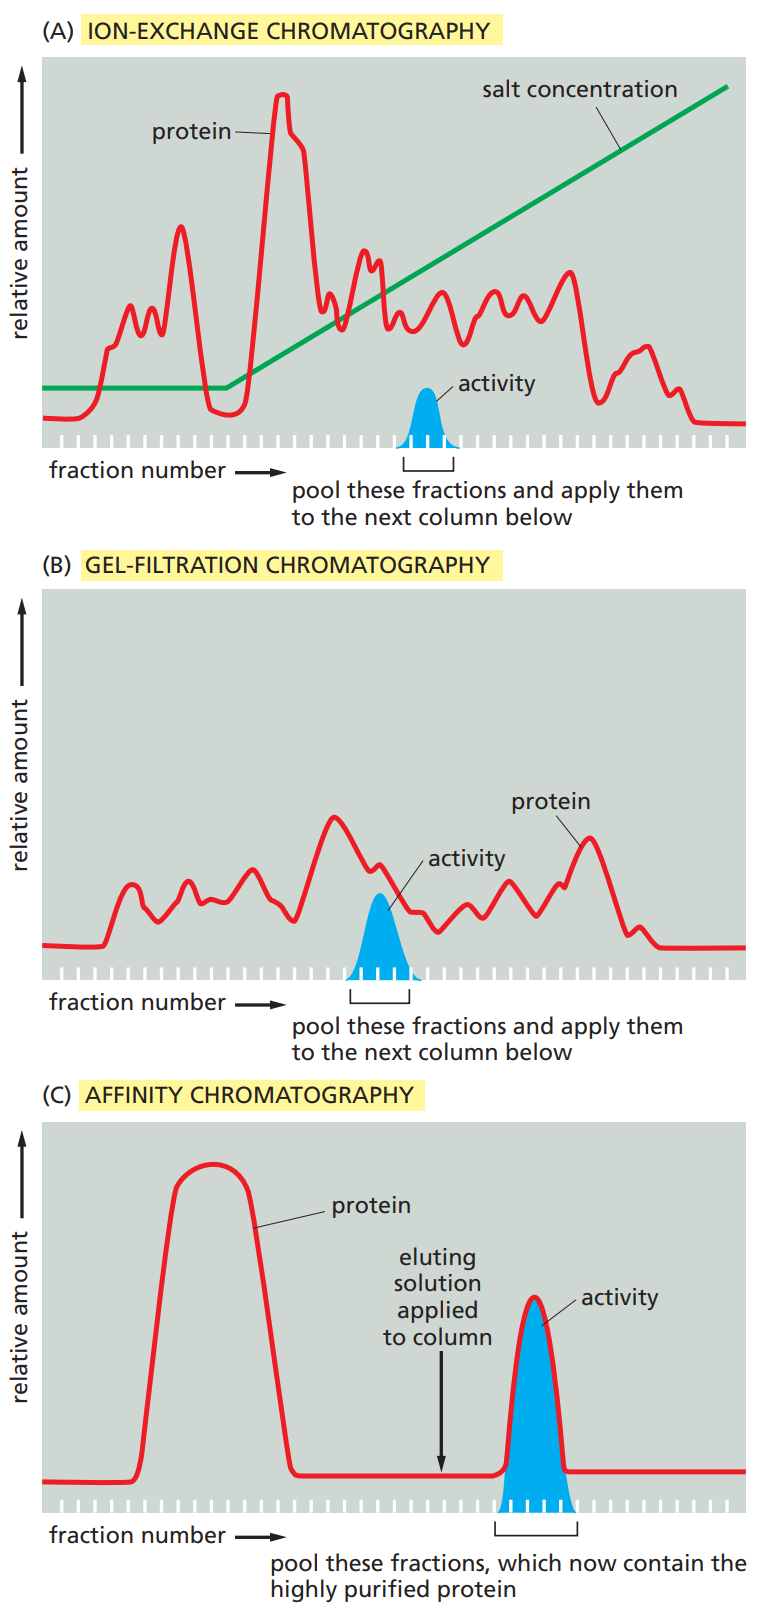 (A) ION-EXCHANGE CHROMATOGRAPHY
relative amount
protein
salt concentration
activity
fraction number
pool these fractions and apply them
to the next column below
(B) GEL-FILTRATION CHROMATOGRAPHY
relative amount
protein
activity
fraction number
pool these fractions and apply them
to the next column below
(C) AFFINITY CHROMATOGRAPHY
relative amount
protein
eluting
solution
applied
to column
activity
fraction number
pool these fractions, which now contain the
highly purified protein